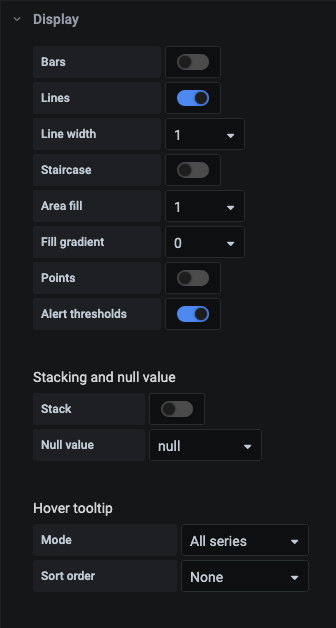 Display
Bars
Lines
Line width 1
Staircase
Area fill 1
Fill gradient 0
Points
Alert thresholds
Stacking and null value
Stack
Null value null
Hover tooltip
Mode All series
Sort order None